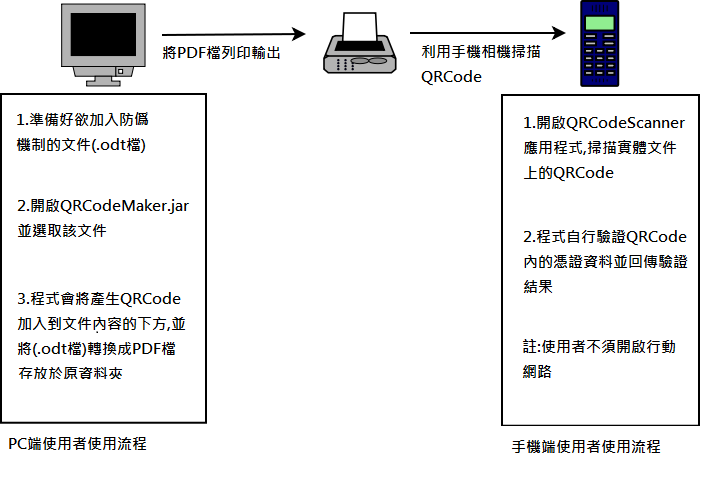 將PDF檔列印輸出
利用手機相機掃描
QRCode
1.準備好欲加入防僞
機制的文件(.odt檔)
2.開啟QRCodeMaker.jar
並選取該文件
3.程式會將產生QRCode
加入到文件內容的下方,並
將(.odt檔)轉換成PDF檔
存放於原資料夾
PC端使用者使用流程
1.開啟QRCodeScanner
應用程式,掃描實體文件
上的QRCode
2.程式自行驗證QRCode
內的憑證資料並回傳驗證
結果
註:使用者不須開啟行動
網路
手機端使用者使用流程